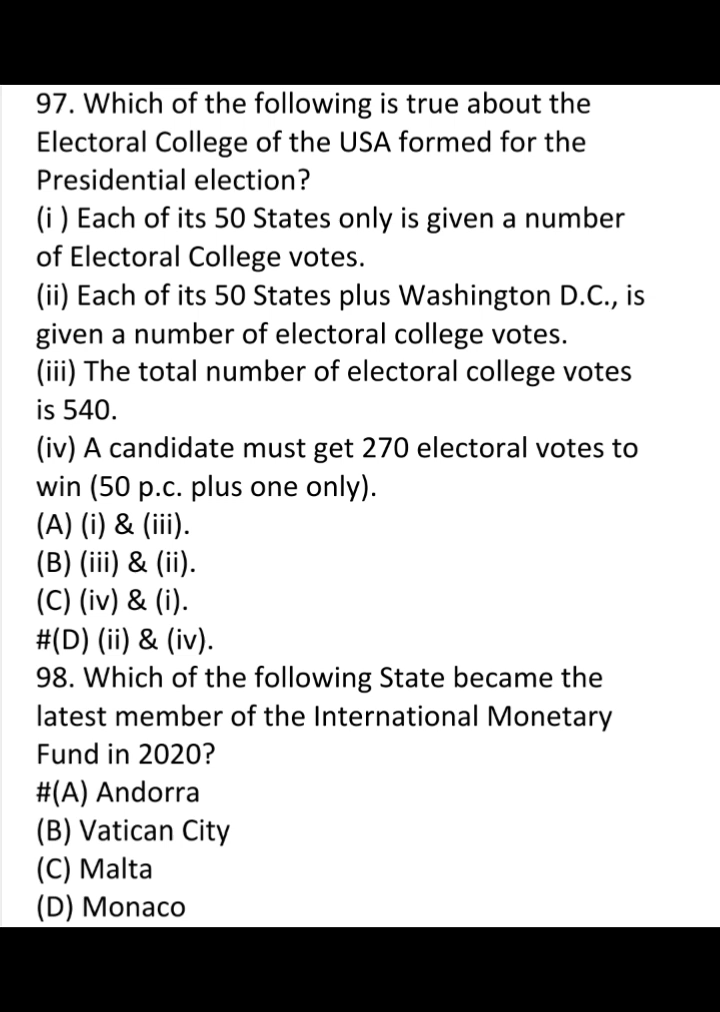 97. Which of the following is true about the
Electoral College of the USA formed for the
Presidential election?
(i ) Each of its 50 States only is given a number
of Electoral College votes.
(ii) Each of its 50 States plus Washington D.C., is
given a number of electoral college votes.
(iii) The total number of electoral college votes
is 540.
(iv) A candidate must get 270 electoral votes to
win (50 p.c. plus one only).
(A) (i) & (iii).
(B) (iii) & (ii).
(C) (iv) & (i).
#(D) (ii) & (iv).
98. Which of the following State became the
latest member of the International Monetary
Fund in 2020?
#(A) Andorra
(B) Vatican City
(C) Malta
(D) Monaco